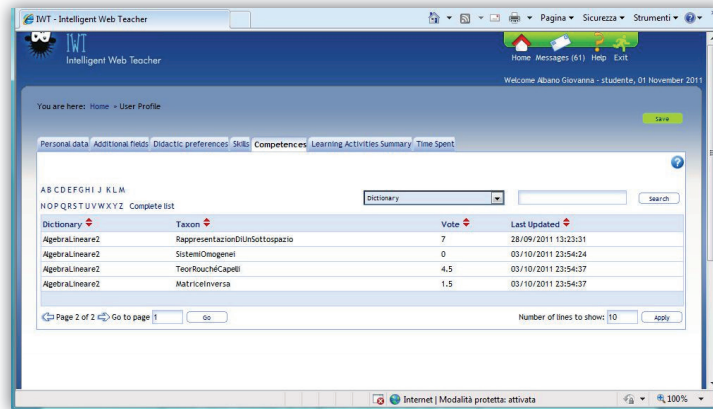 IWT - Intelligent Web Teacher
Pagina Sicurezza Strumenti
IWT
Intelligent Web Teacher
Home Messages (61) Help Exit
Welcome Albano Giovanna - studente, 01 November 2011
You are here: Home » User Profile
Save
Personal data Additional fields Didactic preferences Skills Competences Learning Activities Summary Time Spent
A B C D E F G H I J K L M
N O P Q R S T U V W X Y Z Complete list
Dictionary Search
Dictionary Taxon Vote Last Updated
AlgebraLineare2 RappresentazionDiUnSottospazio 7 28/09/2011 13:23:31
AlgebraLineare2 SistemiOmogenei 0 03/10/2011 23:54:24
AlgebraLineare2 TeorRouchéCapelli 4.5 03/10/2011 23:54:37
AlgebraLineare2 MatriceInversa 1.5 03/10/2011 23:54:37
Page 2 of 2 Go to page 1 Go Number of lines to show: 10 Apply
Internet | Modalità protetta: attivata 100%